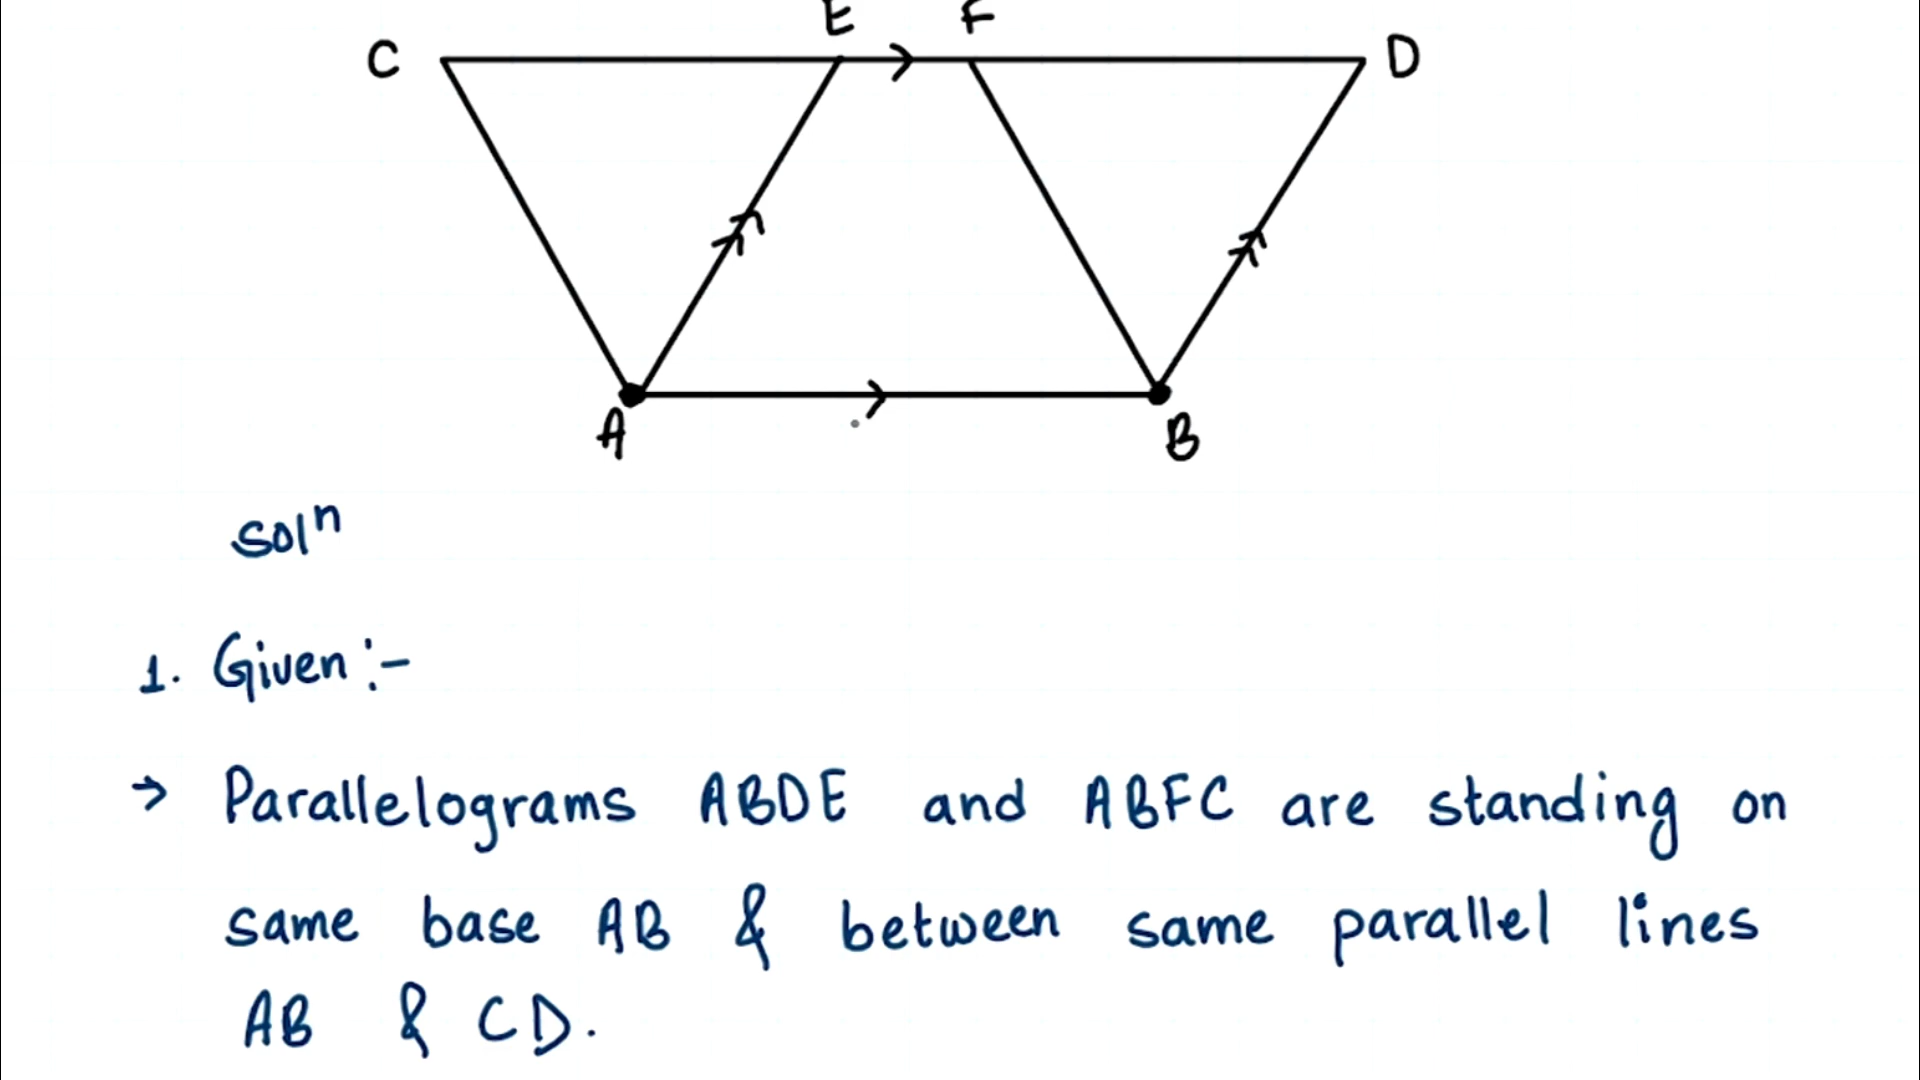 E F
C D
A B
Solⁿ
1. Given :-
→ Parallelograms ABDE and ABFC are standing on
same base AB & between same parallel lines
AB & CD.